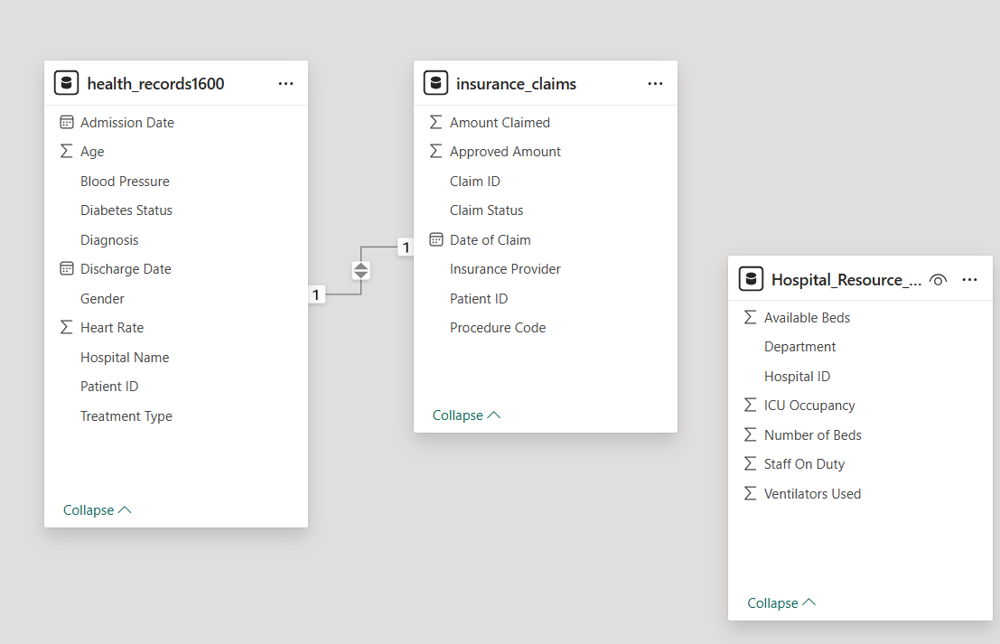 health_records1600
Admission Date
Age
Blood Pressure
Diabetes Status
Diagnosis
Discharge Date
Gender
Heart Rate
Hospital Name
Patient ID
Treatment Type
Collapse
1
1
insurance_claims
Amount Claimed
Approved Amount
Claim ID
Claim Status
Date of Claim
Insurance Provider
Patient ID
Procedure Code
Collapse
Hospital_Resource_...
Available Beds
Department
Hospital ID
ICU Occupancy
Number of Beds
Staff On Duty
Ventilators Used
Collapse